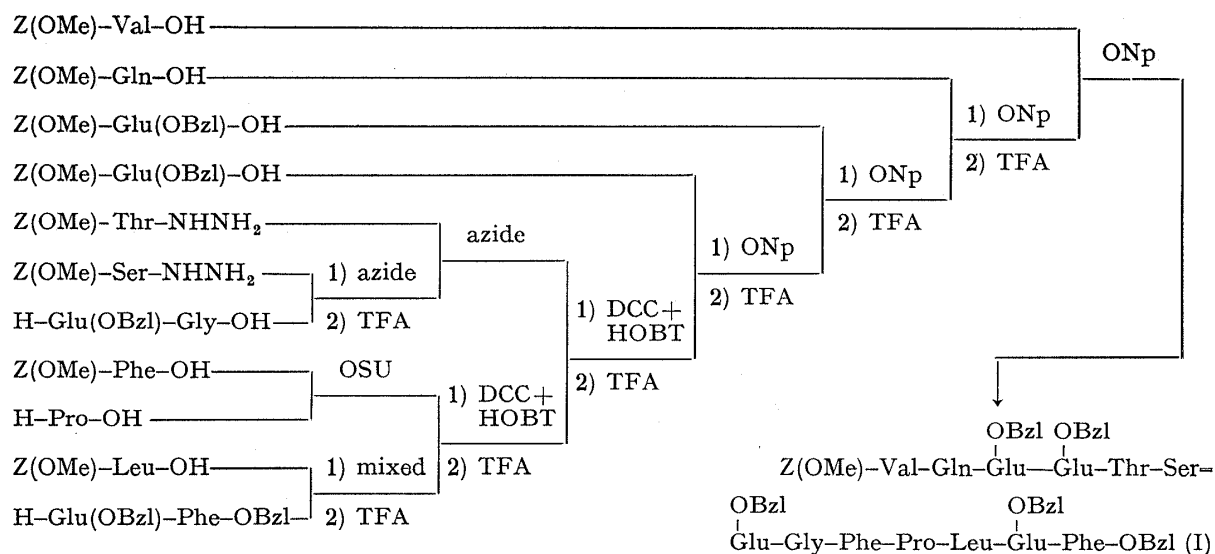 Z(OMe)–Val–OH
ONp
Z(OMe)–Gln–OH
1) ONp
2) TFA
Z(OMe)–Glu(OBzl)–OH
1) ONp
2) TFA
Z(OMe)–Glu(OBzl)–OH
Z(OMe)–Thr–NHNH₂
azide
1) ONp
2) TFA
Z(OMe)–Ser–NHNH₂
1) azide
H–Glu(OBzl)–Gly–OH
2) TFA
1) DCC+
HOBT
2) TFA
Z(OMe)–Phe–OH
OSU
H–Pro–OH
1) DCC+
HOBT
Z(OMe)–Leu–OH
1) mixed
2) TFA
H–Glu(OBzl)–Phe–OBzl
2) TFA
OBzl OBzl
Z(OMe)–Val–Gln–Glu—Glu–Thr–Ser–
OBzl OBzl
Glu–Gly–Phe–Pro–Leu–Glu–Phe–OBzl (I)